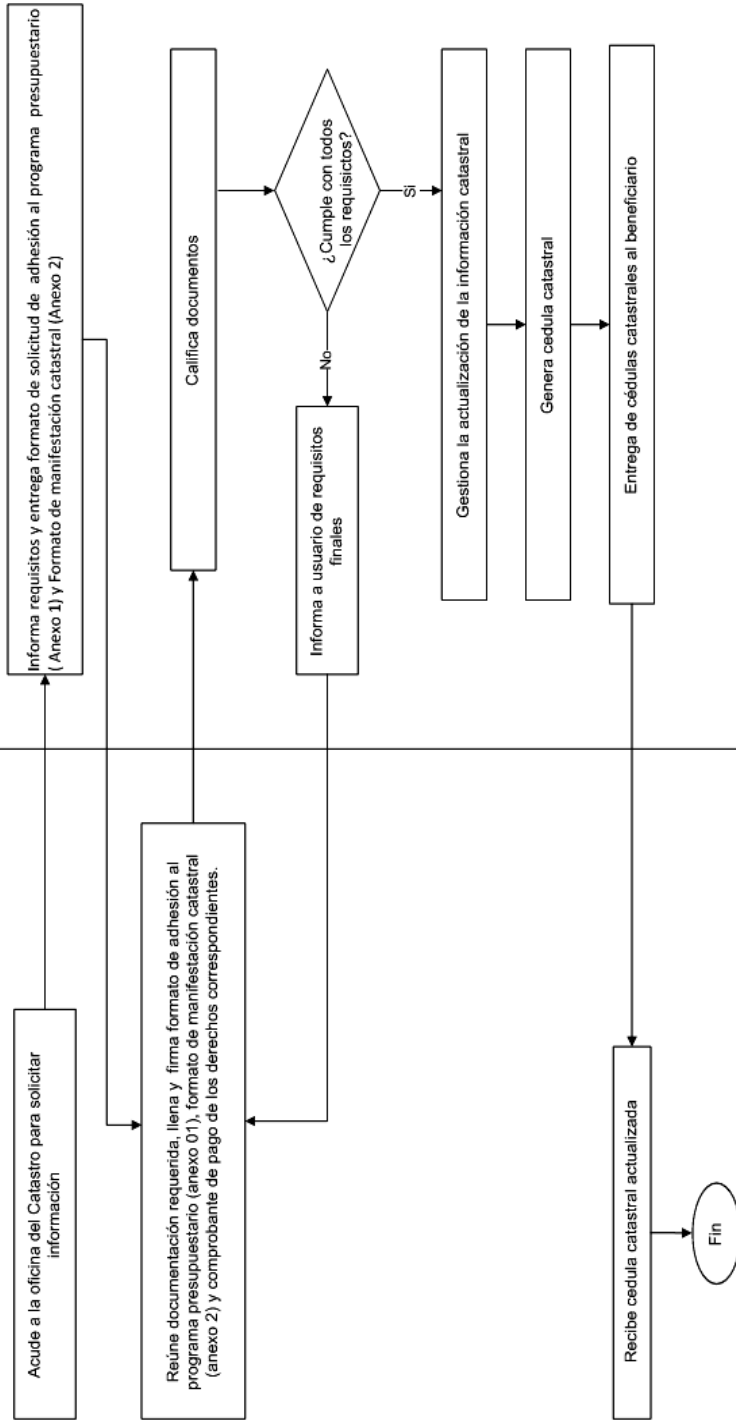 Acude a la oficina del Catastro para solicitar
información
Informa requisitos y entrega formato de solicitud de adhesión al programa presupuestario
( Anexo 1) y Formato de manifestación catastral (Anexo 2)
Reúne documentación requerida, llena y firma formato de adhesión al
programa presupuestario (anexo 01), formato de manifestación catastral
(anexo 2) y comprobante de pago de los derechos correspondientes.
Califica documentos
¿Cumple con todos
los requisictos?
No
Si
Informa a usuario de requisitos
finales
Gestiona la actualización de la información catastral
Genera cedula catastral
Entrega de cédulas catastrales al beneficiario
Recibe cedula catastral actualizada
Fin